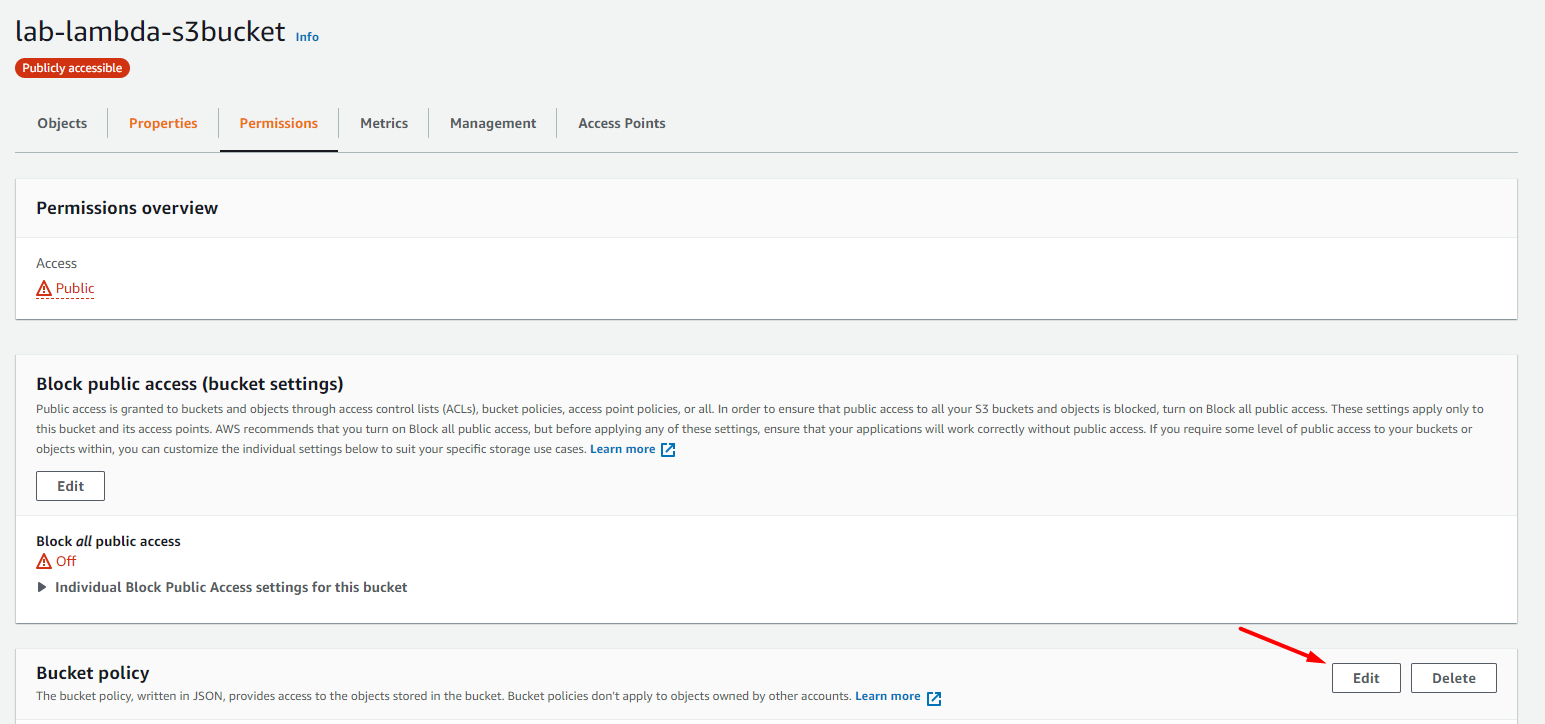 lab-lambda-s3bucket Info
Publicly accessible
Objects Properties Permissions Metrics Management Access Points
Permissions overview
Access
Public
Block public access (bucket settings)
Public access is granted to buckets and objects through access control lists (ACLs), bucket policies, access point policies, or all. In order to ensure that public access to all your S3 buckets and objects is blocked, turn on Block all public access. These settings apply only to
this bucket and its access points. AWS recommends that you turn on Block all public access, but before applying any of these settings, ensure that your applications will work correctly without public access. If you require some level of public access to your buckets or
objects within, you can customize the individual settings below to suit your specific storage use cases. Learn more
Edit
Block all public access
Off
Individual Block Public Access settings for this bucket
Bucket policy
The bucket policy, written in JSON, provides access to the objects stored in the bucket. Bucket policies don't apply to objects owned by other accounts. Learn more
Edit Delete